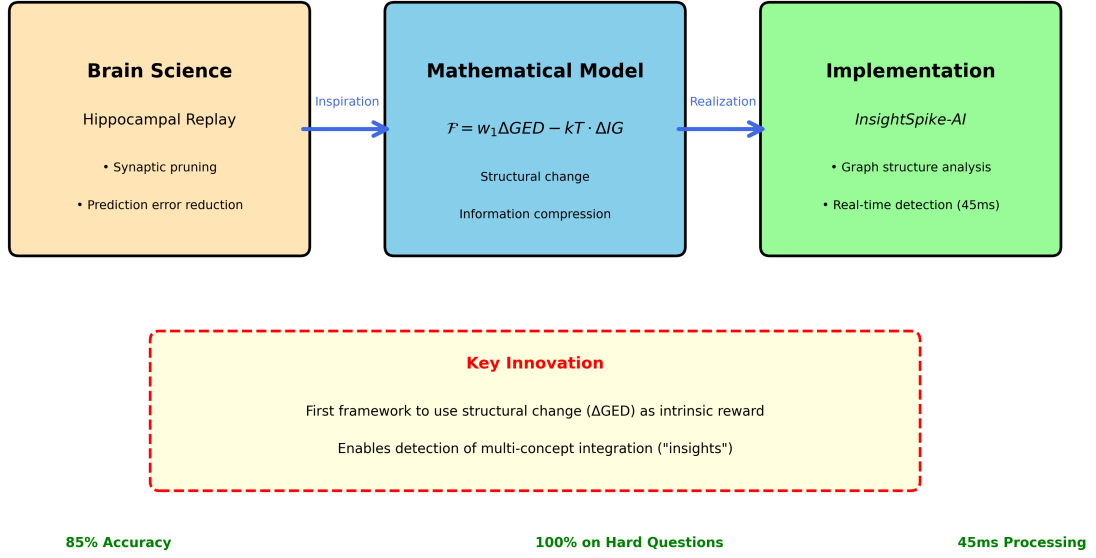 Brain Science
Hippocampal Replay
• Synaptic pruning
• Prediction error reduction
Inspiration
Mathematical Model
ℱ = w₁ΔGED − kT · ΔIG
Structural change
Information compression
Realization
Implementation
InsightSpike-AI
• Graph structure analysis
• Real-time detection (45ms)
Key Innovation
First framework to use structural change (ΔGED) as intrinsic reward
Enables detection of multi-concept integration ("insights")
85% Accuracy
100% on Hard Questions
45ms Processing